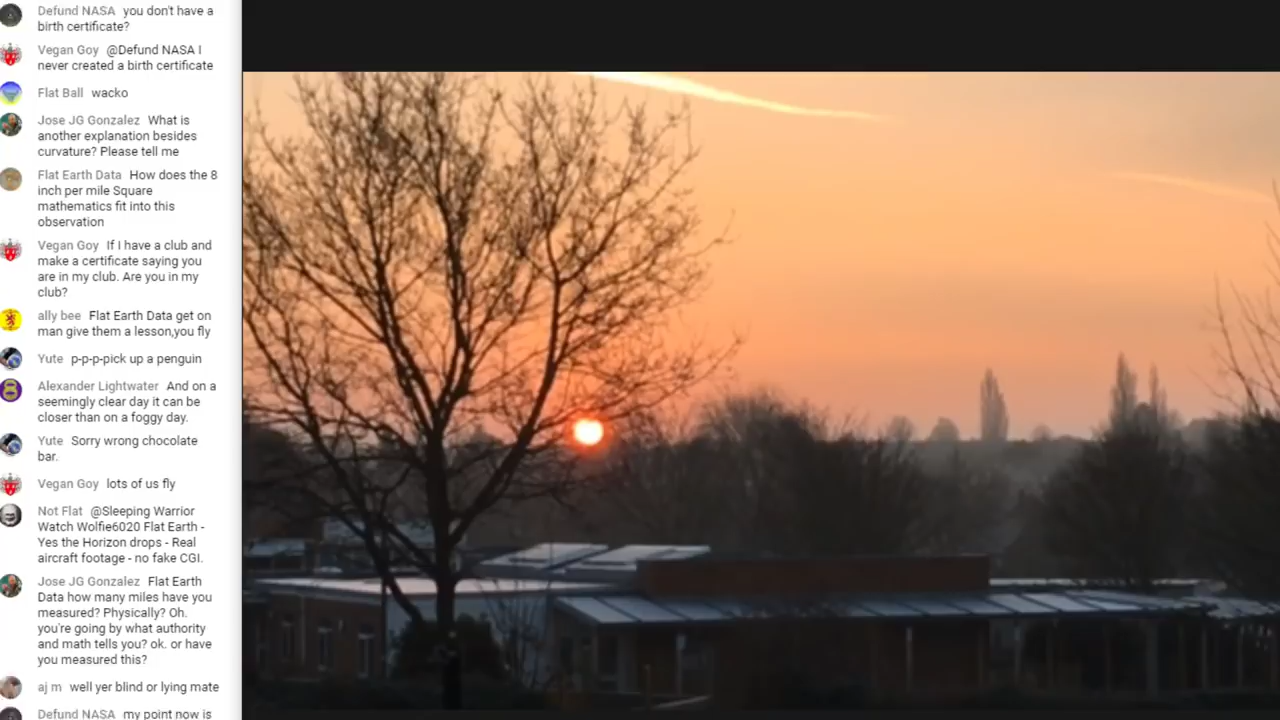 Defund NASA you don't have a
birth certificate?
Vegan Goy @Defund NASA I
never created a birth certificate
Flat Ball wacko
Jose JG Gonzalez What is
another explanation besides
curvature? Please tell me
Flat Earth Data How does the 8
inch per mile Square
mathematics fit into this
observation
Vegan Goy If I have a club and
make a certificate saying you
are in my club. Are you in my
club?
ally bee Flat Earth Data get on
man give them a lesson,you fly
Yute p-p-p-pick up a penguin
Alexander Lightwater And on a
seemingly clear day it can be
closer than on a foggy day.
Yute Sorry wrong chocolate
bar.
Vegan Goy lots of us fly
Not Flat @Sleeping Warrior
Watch Wolfie6020 Flat Earth -
Yes the Horizon drops - Real
aircraft footage - no fake CGI.
Jose JG Gonzalez Flat Earth
Data how many miles have you
measured? Physically? Oh.
you're going by what authority
and math tells you? ok. or have
you measured this?
aj m well yer blind or lying mate
Defund NASA my point now is